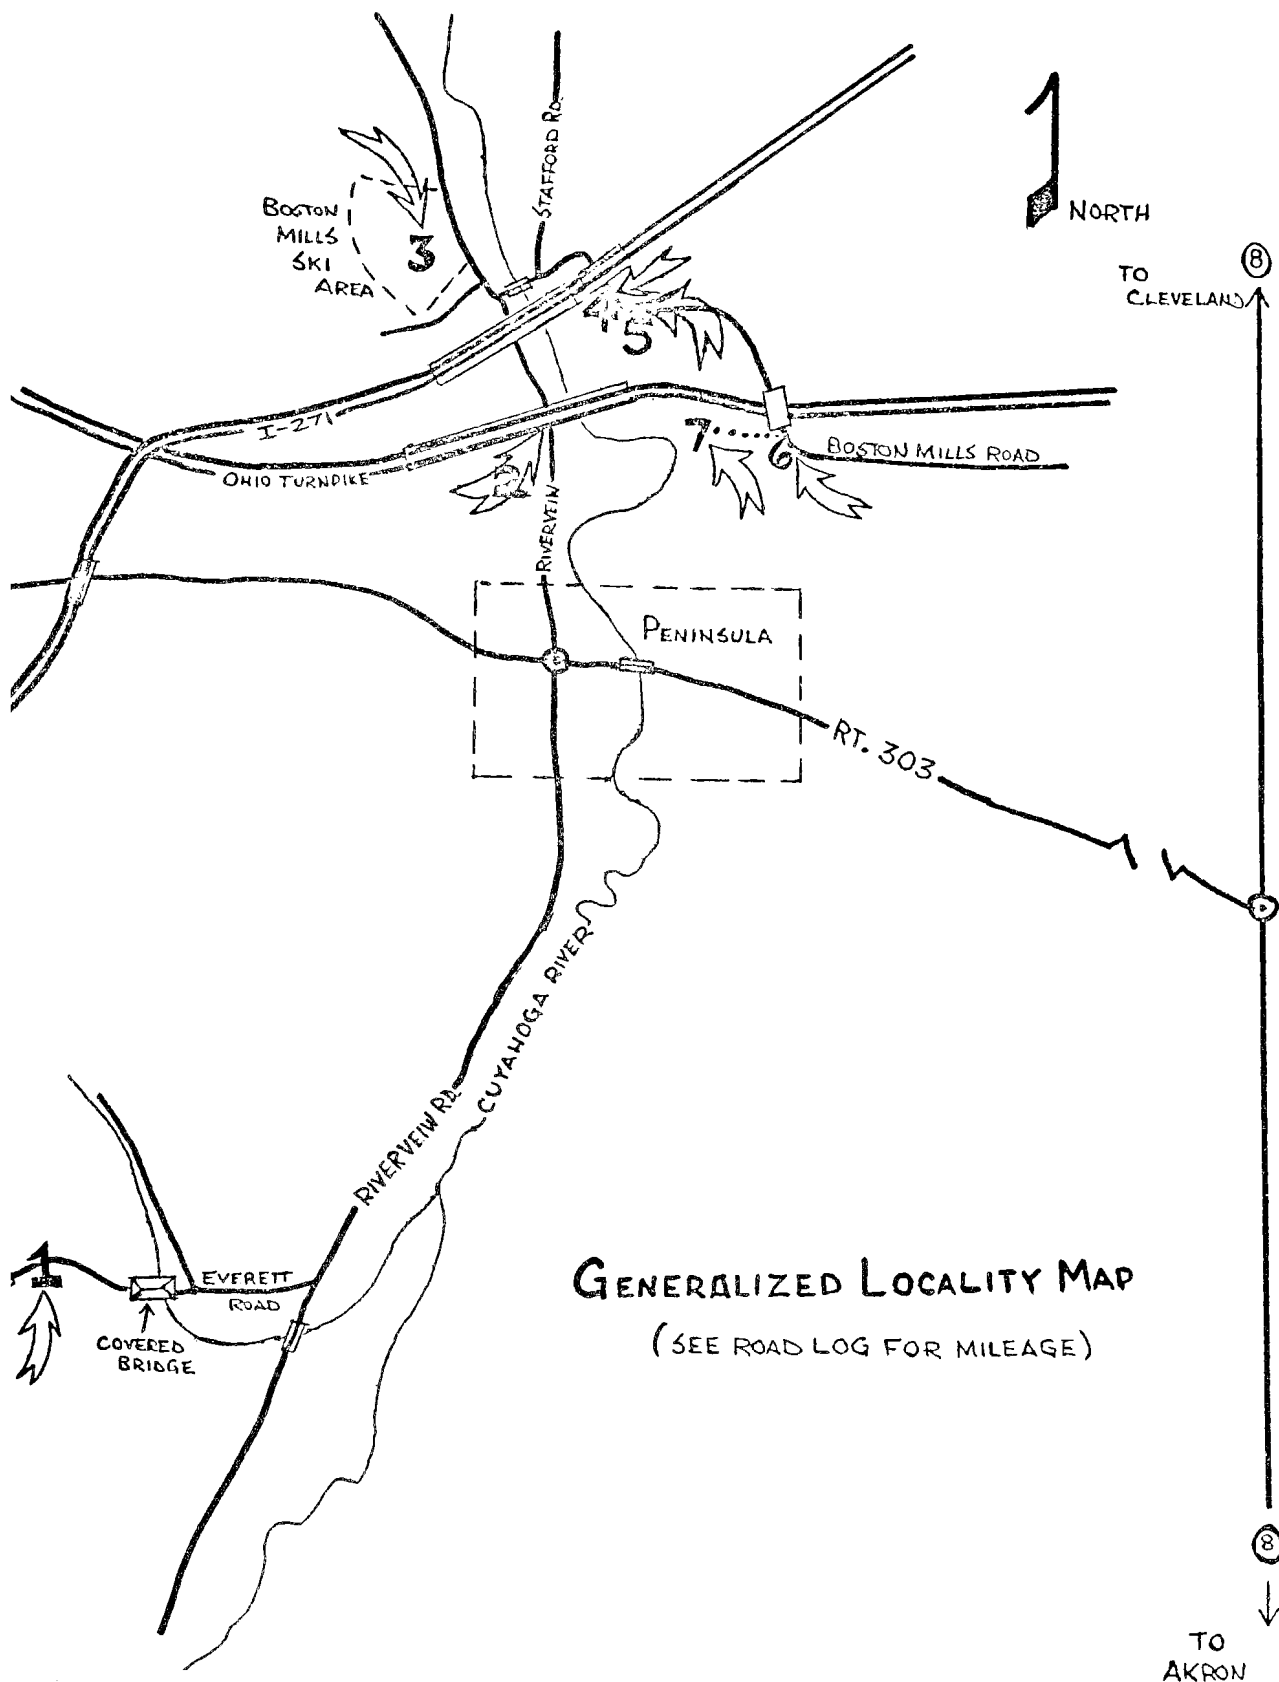 STAFFORD RD.
NORTH
BOSTON
MILLS
SKI
AREA
3
8
TO
CLEVELAND
4
5
I-271
7
6
BOSTON MILLS ROAD
OHIO TURNPIKE
2
RIVERVEIN
PENINSULA
RT. 303
CUYAHOGA RIVER
RIVERVEIW RD.
1
EVERETT
ROAD
COVERED
BRIDGE
GENERALIZED LOCALITY MAP
(SEE ROAD LOG FOR MILEAGE)
8
TO
AKRON